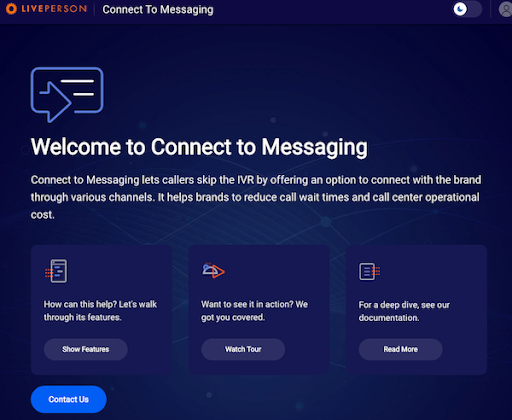 LIVEPERSON Connect To Messaging
Welcome to Connect to Messaging
Connect to Messaging lets callers skip the IVR by offering an option to connect with the brand
through various channels. It helps brands to reduce call wait times and call center operational
cost.
How can this help? Let's walk
through its features.
Show Features
Want to see it in action? We
got you covered.
Watch Tour
For a deep dive, see our
documentation.
Read More
Contact Us